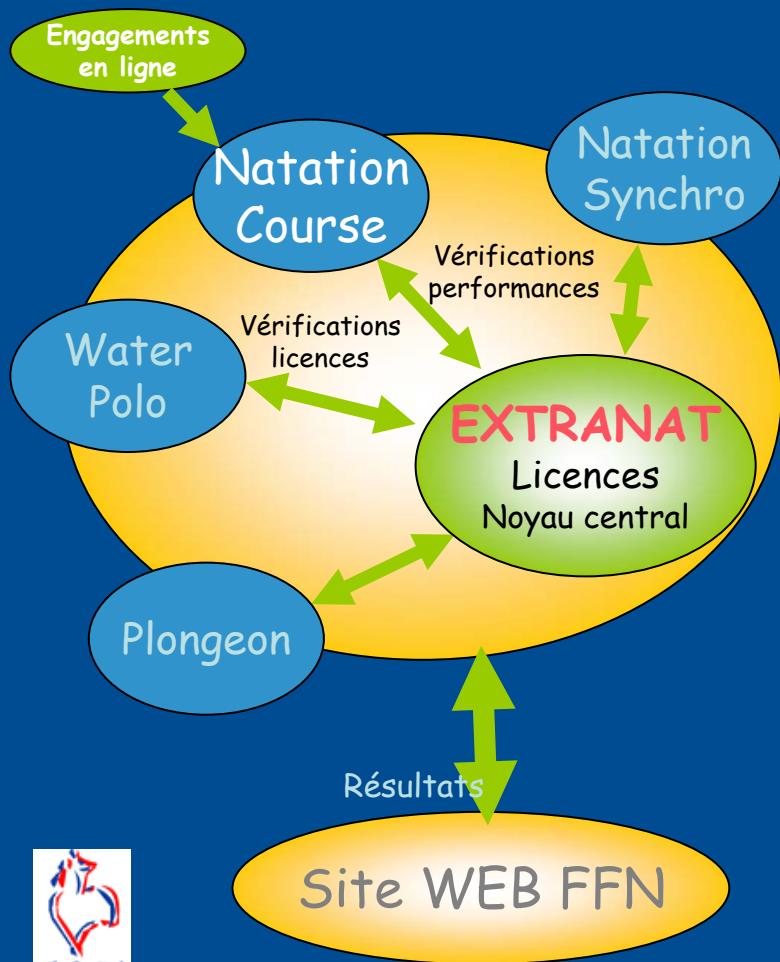 Engagements
en ligne
Natation
Course
Natation
Synchro
Vérifications
performances
Vérifications
licences
Water
Polo
EXTRANAT
Licences
Noyau central
Plongeon
Résultats
Site WEB FFN